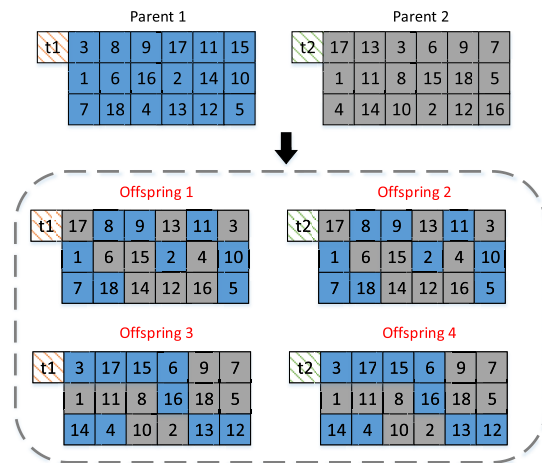 Parent 1 Parent 2
t1 3 8 9 17 11 15 t2 17 13 3 6 9 7
1 6 16 2 14 10 1 11 8 15 18 5
7 18 4 13 12 5 4 14 10 2 12 16
Offspring 1 Offspring 2
t1 17 8 9 13 11 3 t2 17 8 9 13 11 3
1 6 15 2 4 10 1 6 15 2 4 10
7 18 14 12 16 5 7 18 14 12 16 5
Offspring 3 Offspring 4
t1 3 17 15 6 9 7 t2 3 17 15 6 9 7
1 11 8 16 18 5 1 11 8 16 18 5
14 4 10 2 13 12 14 4 10 2 13 12